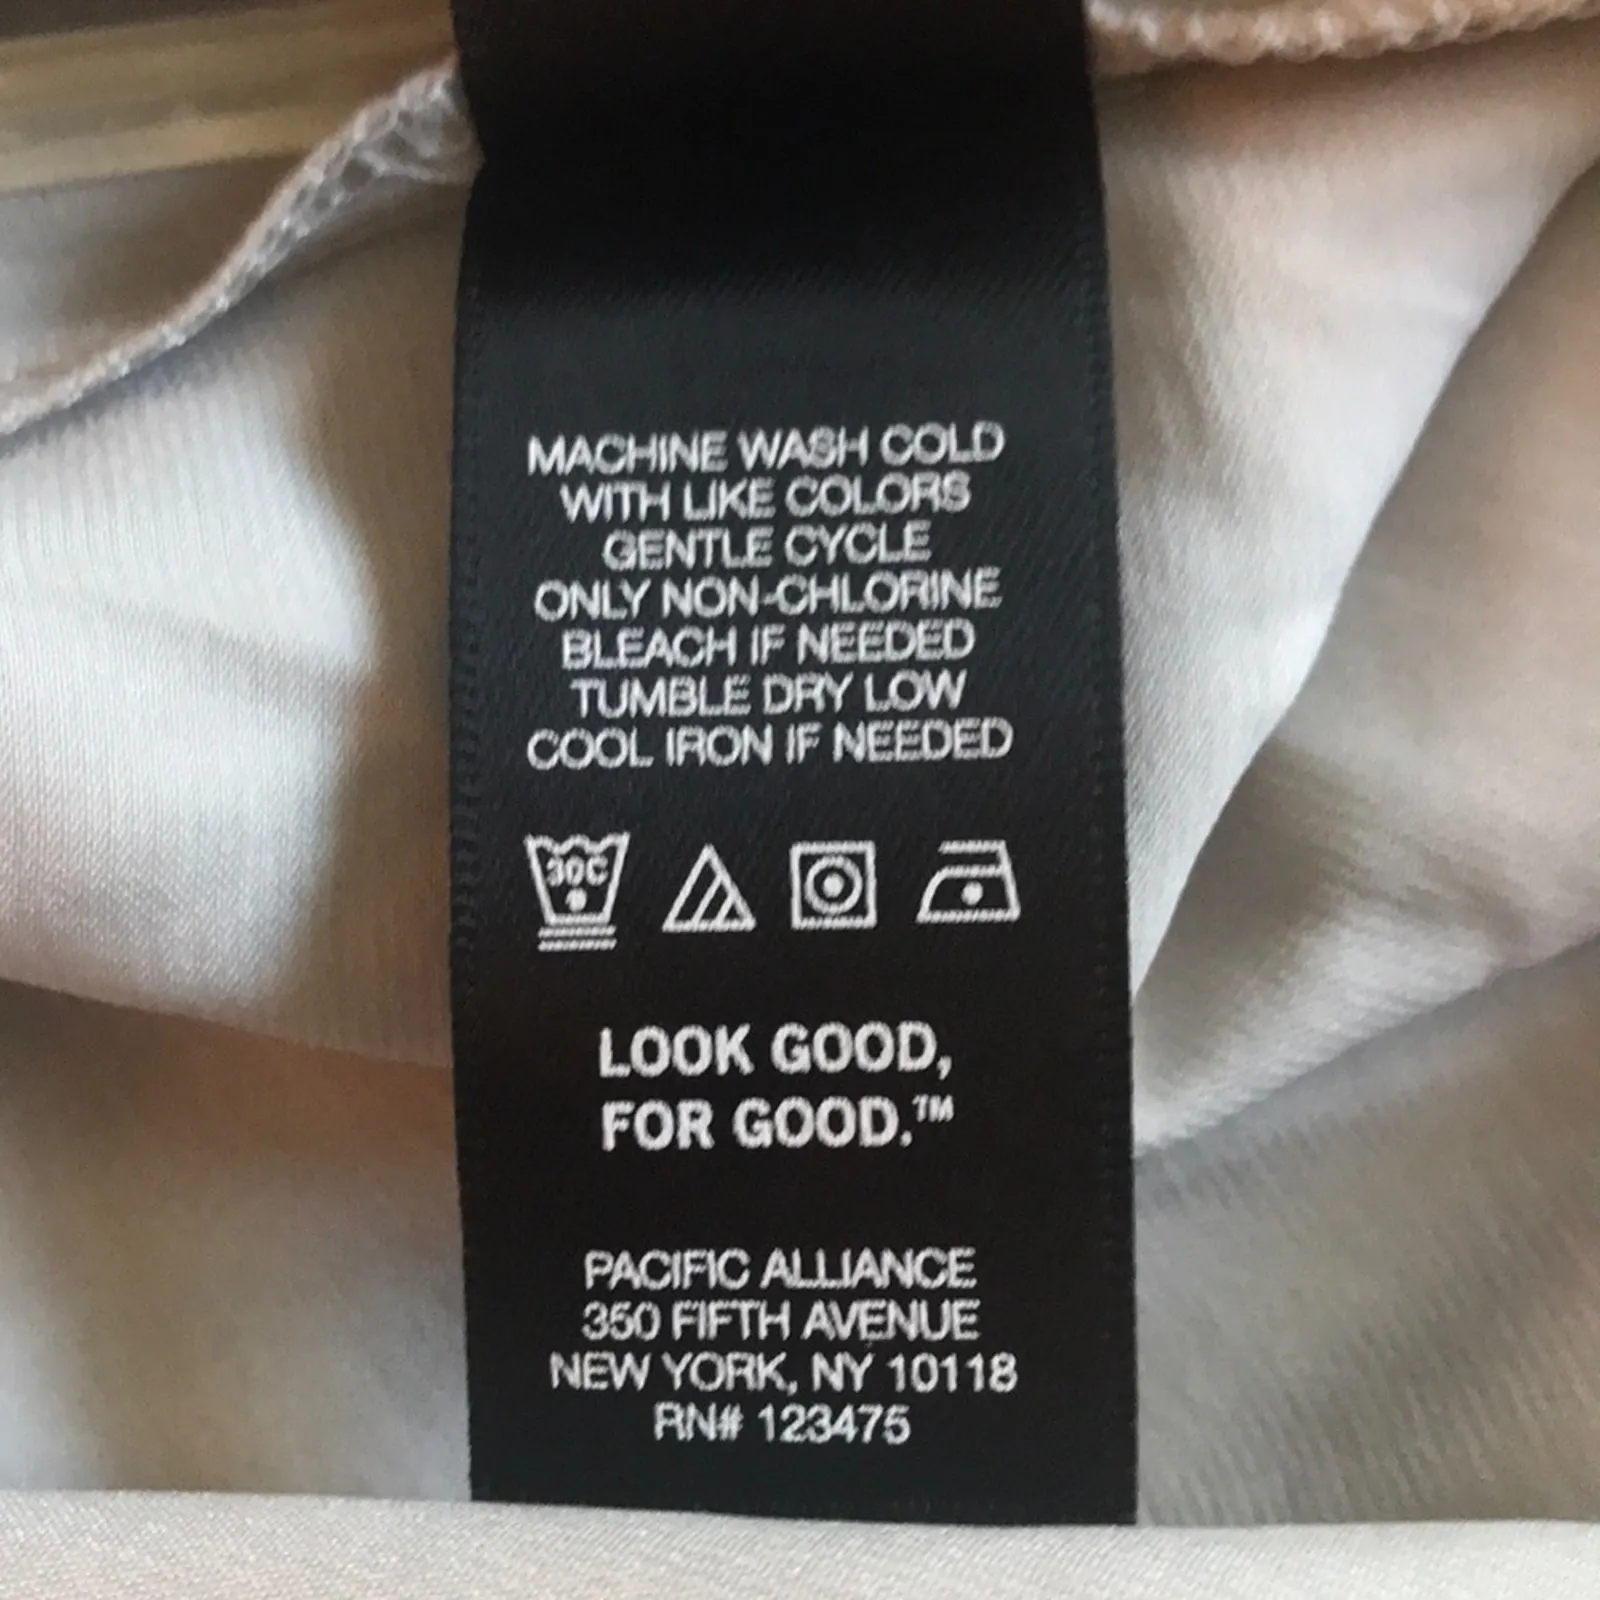 MACHINE WASH COLD
WITH LIKE COLORS
GENTLE CYCLE
ONLY NON-CHLORINE
BLEACH IF NEEDED
TUMBLE DRY LOW
COOL IRON IF NEEDED
30C
LOOK GOOD,
FOR GOOD.™
PACIFIC ALLIANCE
350 FIFTH AVENUE
NEW YORK, NY 10118
RN# 123475